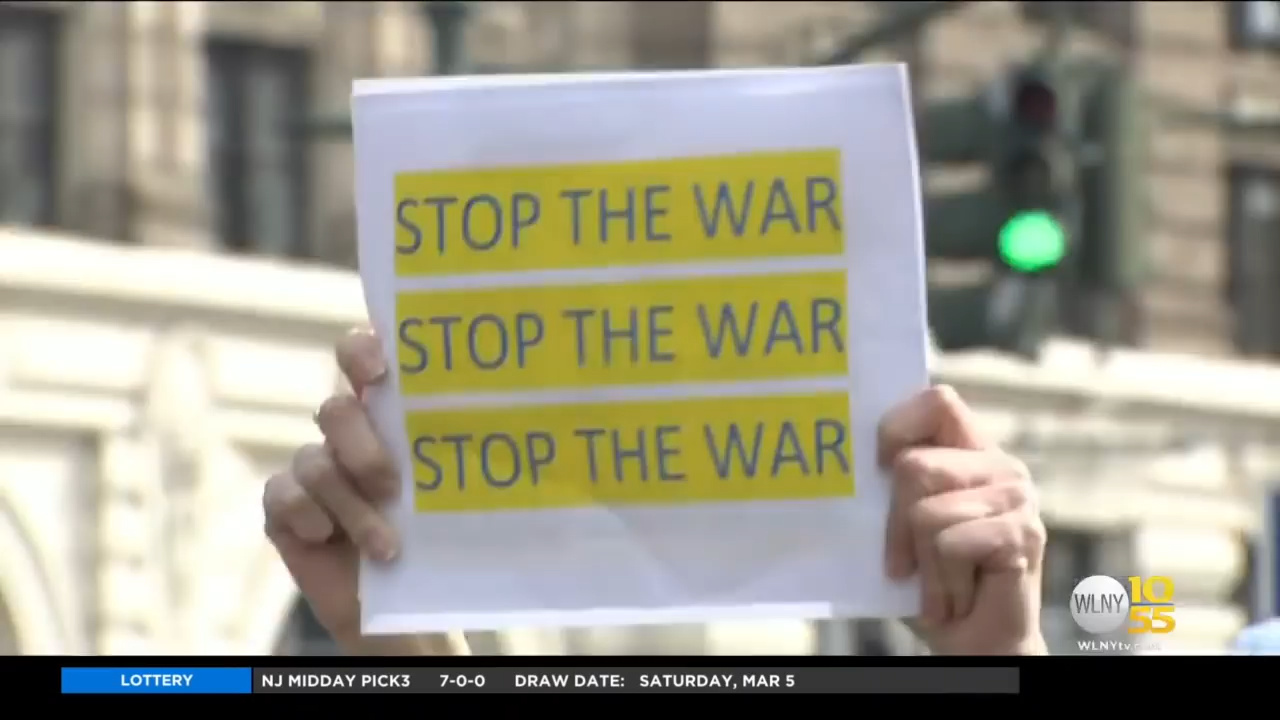 STOP THE WAR
STOP THE WAR
STOP THE WAR
WLNY 10
55
WLNYtv.com
LOTTERY NJ MIDDAY PICK3 7-0-0 DRAW DATE: SATURDAY, MAR 5